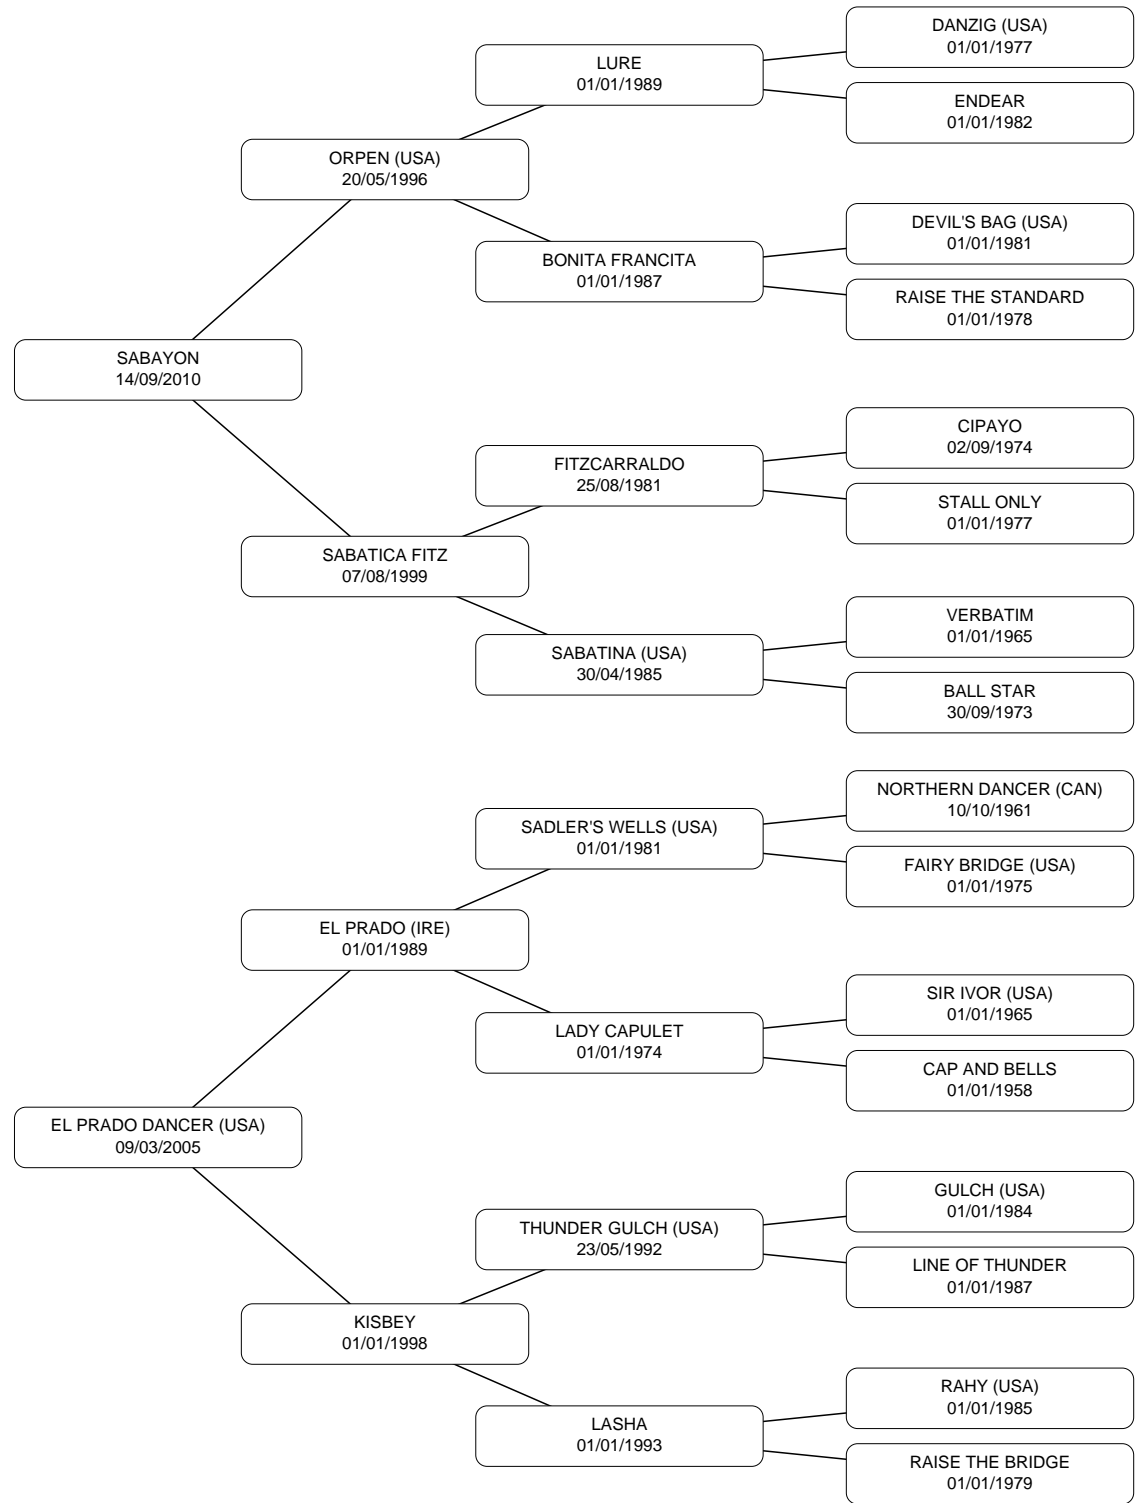 DANZIG (USA)
01/01/1977
LURE
01/01/1989
ENDEAR
01/01/1982
ORPEN (USA)
20/05/1996
DEVIL'S BAG (USA)
01/01/1981
BONITA FRANCITA
01/01/1987
RAISE THE STANDARD
01/01/1978
SABAYON
14/09/2010
CIPAYO
02/09/1974
FITZCARRALDO
25/08/1981
STALL ONLY
01/01/1977
SABATICA FITZ
07/08/1999
VERBATIM
01/01/1965
SABATINA (USA)
30/04/1985
BALL STAR
30/09/1973
NORTHERN DANCER (CAN)
10/10/1961
SADLER'S WELLS (USA)
01/01/1981
FAIRY BRIDGE (USA)
01/01/1975
EL PRADO (IRE)
01/01/1989
SIR IVOR (USA)
01/01/1965
LADY CAPULET
01/01/1974
CAP AND BELLS
01/01/1958
EL PRADO DANCER (USA)
09/03/2005
GULCH (USA)
01/01/1984
THUNDER GULCH (USA)
23/05/1992
LINE OF THUNDER
01/01/1987
KISBEY
01/01/1998
RAHY (USA)
01/01/1985
LASHA
01/01/1993
RAISE THE BRIDGE
01/01/1979